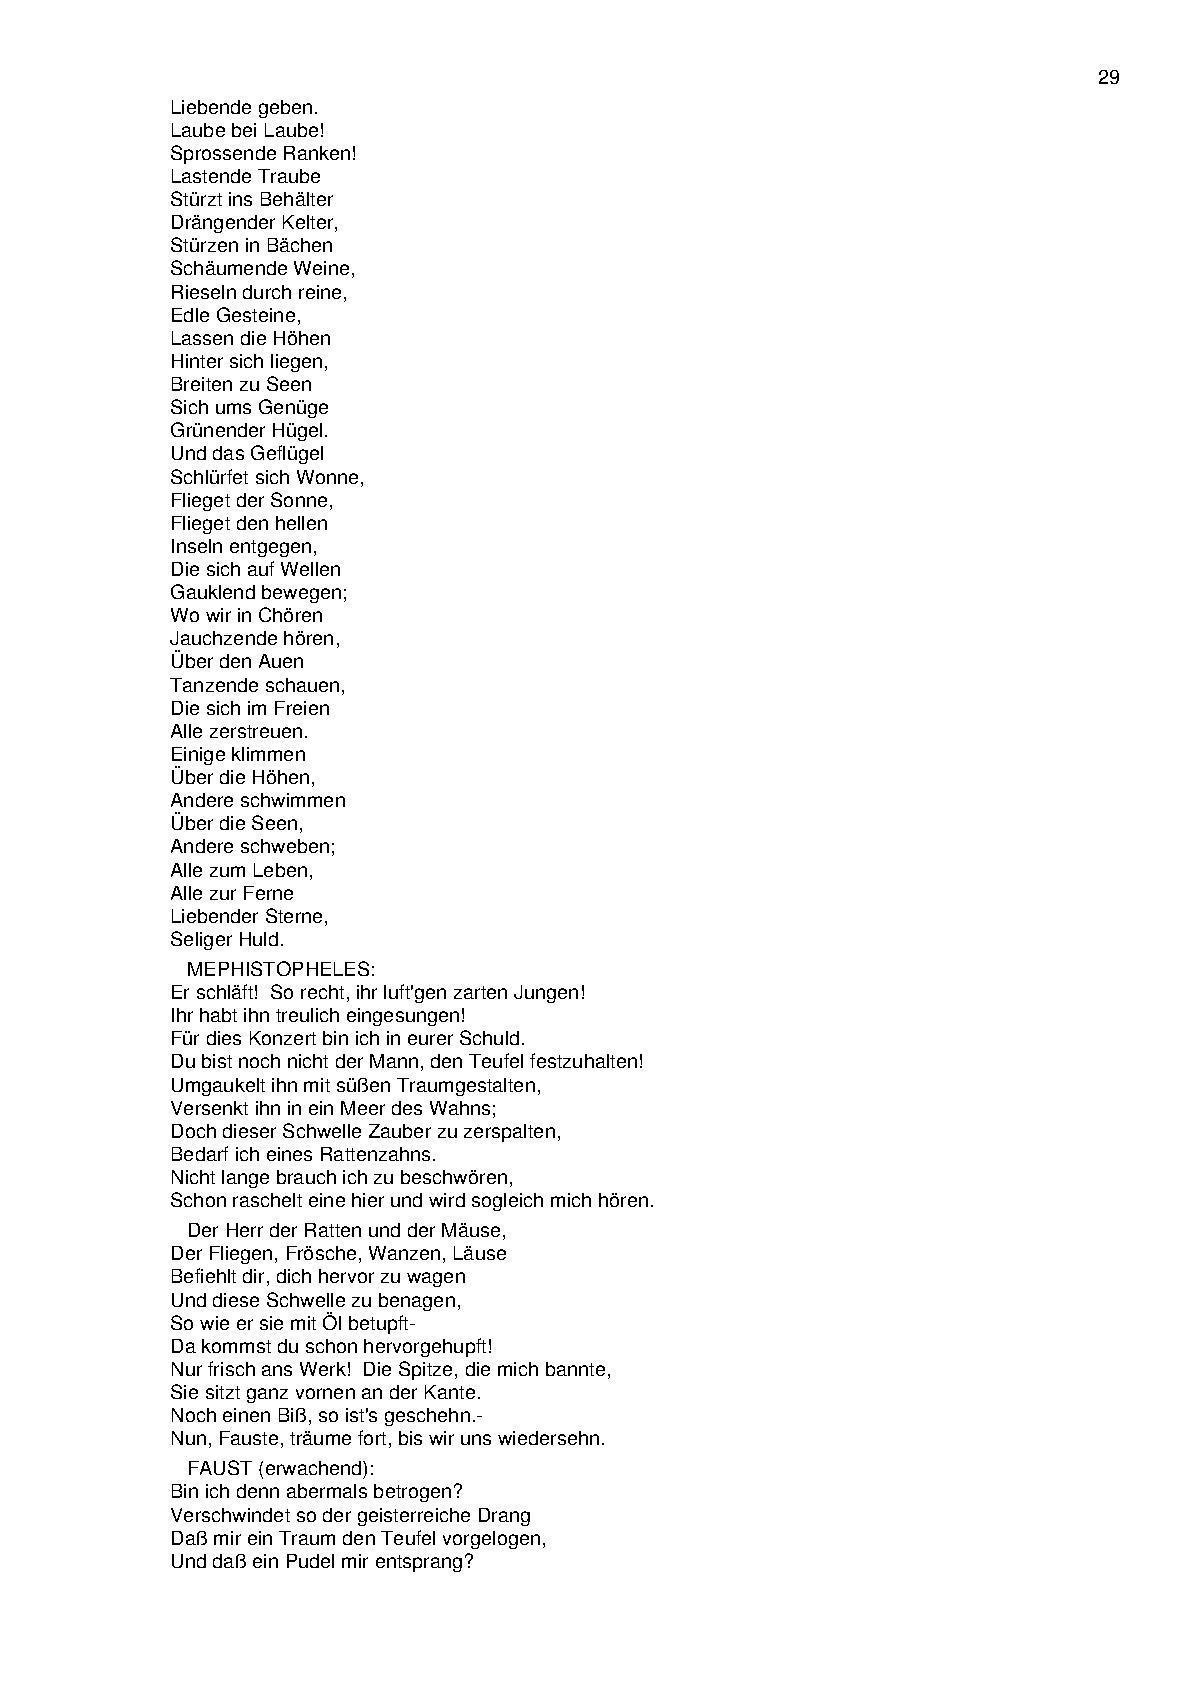 29
Liebende geben.
Laube bei Laube!
Sprossende Ranken!
Lastende Traube
Stürzt ins Behälter
Drängender Kelter,
Stürzen in Bächen
Schäumende Weine,
Rieseln durch reine,
Edle Gesteine,
Lassen die Höhen
Hinter sich liegen,
Breiten zu Seen
Sich ums Genüge
Grünender Hügel.
Und das Geflügel
Schlürfet sich Wonne,
Flieget der Sonne,
Flieget den hellen
Inseln entgegen,
Die sich auf Wellen
Gauklend bewegen;
Wo wir in Chören
Jauchzende hören,
Über den Auen
Tanzende schauen,
Die sich im Freien
Alle zerstreuen.
Einige klimmen
Über die Höhen,
Andere schwimmen
Über die Seen,
Andere schweben;
Alle zum Leben,
Alle zur Ferne
Liebender Sterne,
Seliger Huld.
MEPHISTOPHELES:
Er schläft!  So recht, ihr luft'gen zarten Jungen!
Ihr habt ihn treulich eingesungen!
Für dies Konzert bin ich in eurer Schuld.
Du bist noch nicht der Mann, den Teufel festzuhalten!
Umgaukelt ihn mit süßen Traumgestalten,
Versenkt ihn in ein Meer des Wahns;
Doch dieser Schwelle Zauber zu zerspalten,
Bedarf ich eines Rattenzahns.
Nicht lange brauch ich zu beschwören,
Schon raschelt eine hier und wird sogleich mich hören.
Der Herr der Ratten und der Mäuse,
Der Fliegen, Frösche, Wanzen, Läuse
Befiehlt dir, dich hervor zu wagen
Und diese Schwelle zu benagen,
So wie er sie mit Öl betupft-
Da kommst du schon hervorgehupft!
Nur frisch ans Werk!  Die Spitze, die mich bannte,
Sie sitzt ganz vornen an der Kante.
Noch einen Biß, so ist's geschehn.-
Nun, Fauste, träume fort, bis wir uns wiedersehn.
FAUST (erwachend):
Bin ich denn abermals betrogen?
Verschwindet so der geisterreiche Drang
Daß mir ein Traum den Teufel vorgelogen,
Und daß ein Pudel mir entsprang?